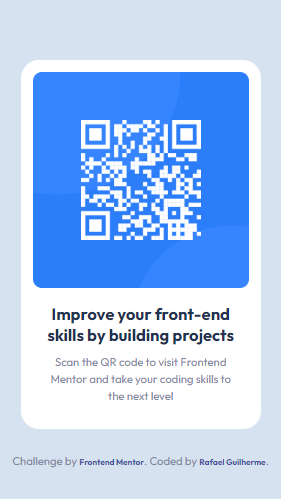 Improve your front-end
skills by building projects
Scan the QR code to visit Frontend
Mentor and take your coding skills to
the next level
Challenge by Frontend Mentor. Coded by Rafael Guilherme.